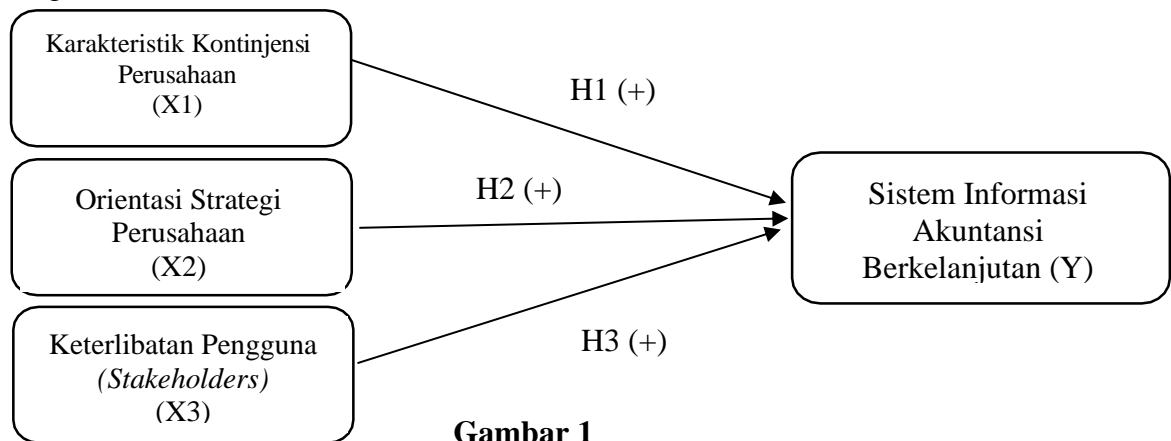 Karakteristik Kontinjensi
Perusahaan
(X1)
H1 (+)
Orientasi Strategi
Perusahaan
(X2)
H2 (+)
Sistem Informasi
Akuntansi
Berkelanjutan (Y)
Keterlibatan Pengguna
(Stakeholders)
(X3)
H3 (+)
Gambar 1